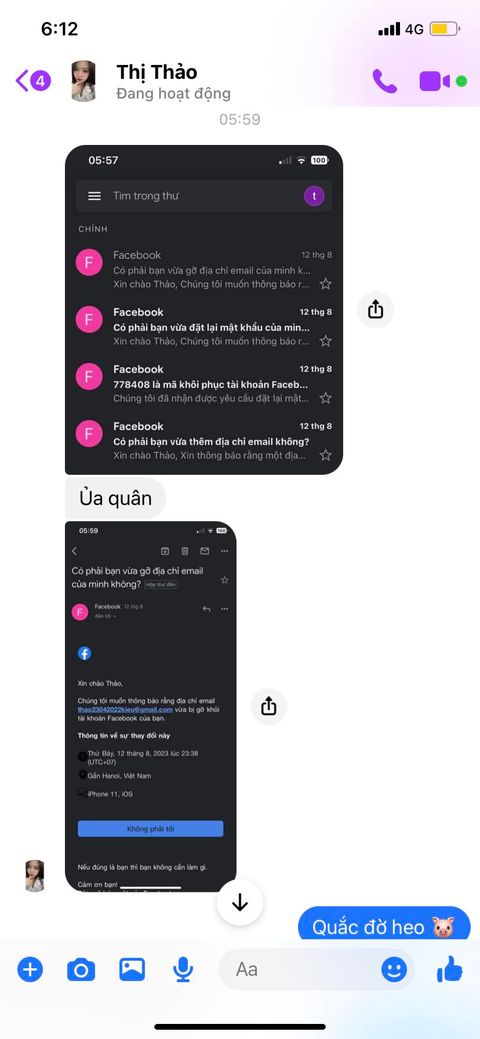 6:12
4G
4
Thị Thảo
Đang hoạt động
05:59
05:57
100
Tìm trong thư
t
CHÍNH
F
Facebook
12 thg 8
Có phải bạn vừa gỡ địa chỉ email của mình k...
Xin chào Thảo, Chúng tôi muốn thông báo r...
F
Facebook
12 thg 8
Có phải bạn vừa đặt lại mật khẩu của mìn...
Xin chào Thảo, Chúng tôi muốn thông báo r...
F
Facebook
12 thg 8
778408 là mã khôi phục tài khoản Faceb...
Chúng tôi đã nhận được yêu cầu đặt lại mật...
F
Facebook
12 thg 8
Có phải bạn vừa thêm địa chỉ email không?
Xin chào Thảo, Xin thông báo rằng một địa...
Ủa quân
05:59
100
Có phải bạn vừa gỡ địa chỉ email
của mình không? Hộp thư đến
F
Facebook 12 thg 8
đến tôi
Xin chào Thảo,
Chúng tôi muốn thông báo rằng địa chỉ email
thao23042022kieu@gmail.com vừa bị gỡ khỏi
tài khoản Facebook của bạn.
Thông tin về sự thay đổi này
Thứ Bảy, 12 tháng 8, 2023 lúc 23:38
(UTC+07)
Gần Hanoi, Việt Nam
iPhone 11, iOS
Không phải tôi
Nếu đúng là bạn thì bạn không cần làm gì.
Cảm ơn bạn!
Quắc đờ heo 🐷
Aa